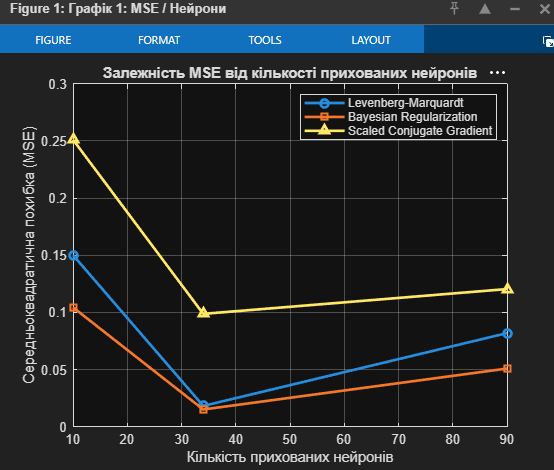 Figure 1: Графік 1: MSE / Нейрони
FIGURE FORMAT TOOLS LAYOUT
Залежність MSE від кількості прихованих нейронів
Levenberg-Marquardt
Bayesian Regularization
Scaled Conjugate Gradient
Середньоквадратична похибка (MSE)
0.3
0.25
0.2
0.15
0.1
0.05
0
10 20 30 40 50 60 70 80 90
Кількість прихованих нейронів